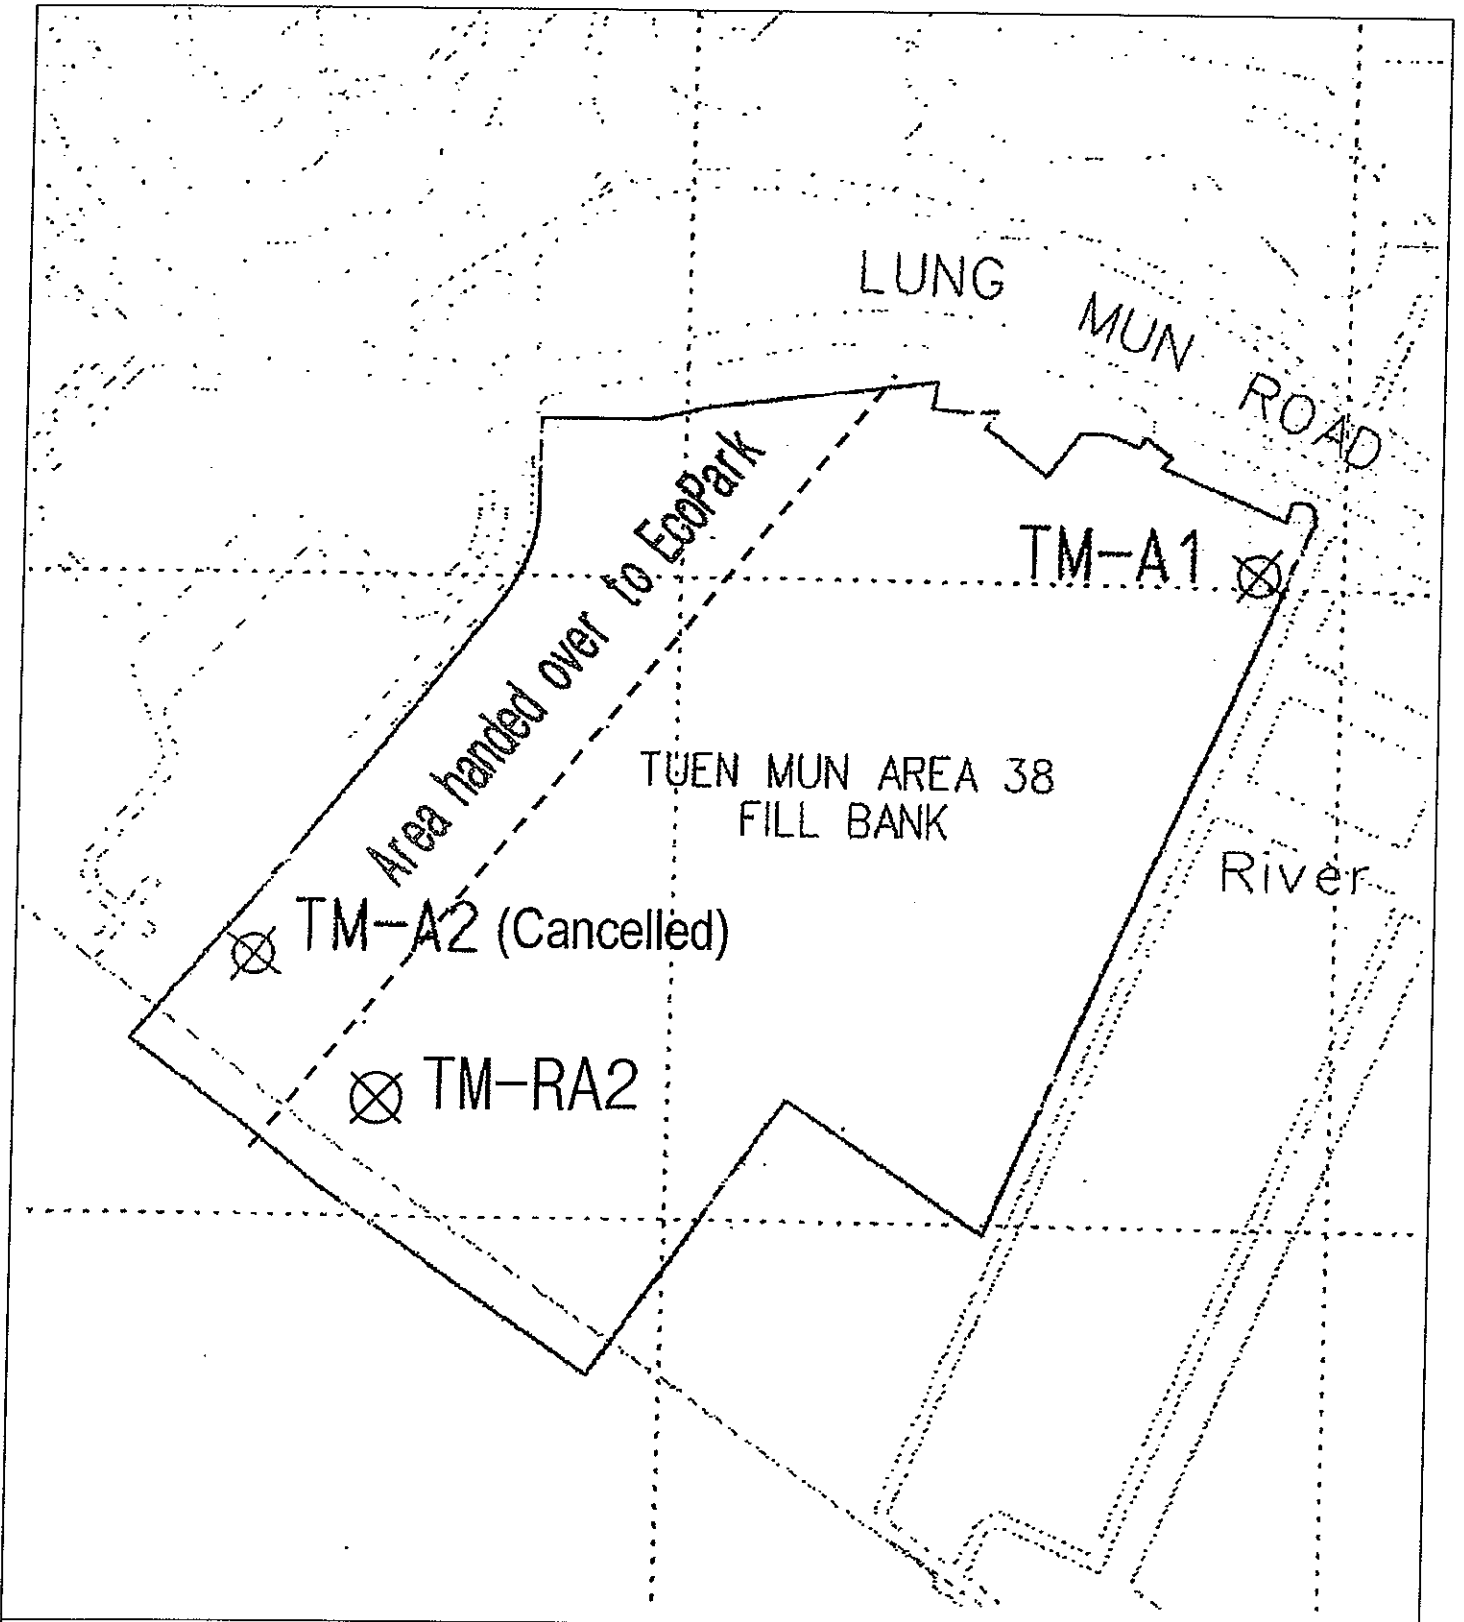 LUNG MUN ROAD
TM-A1
Area handed over to EcoPark
TUEN MUN AREA 38
FILL BANK
River
TM-A2 (Cancelled)
TM-RA2